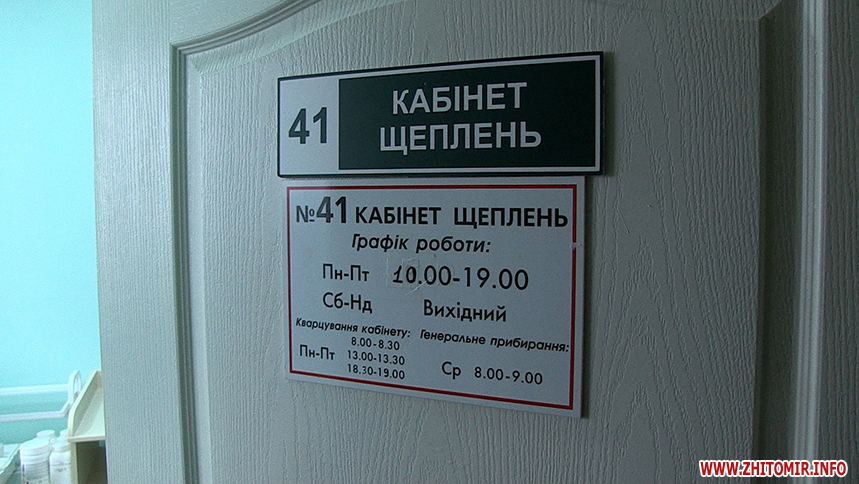 41
КАБІНЕТ
ЩЕПЛЕНЬ
№41 КАБІНЕТ ЩЕПЛЕНЬ
Графік роботи:
Пн-Пт 10.00-19.00
Сб-Нд Вихідний
Кварцування кабінету:
Пн-Пт
8.00-8.30
13.00-13.30
18.30-19.00
Генеральне прибирання:
Ср 8.00-9.00
WWW.ZHITOMIR.INFO